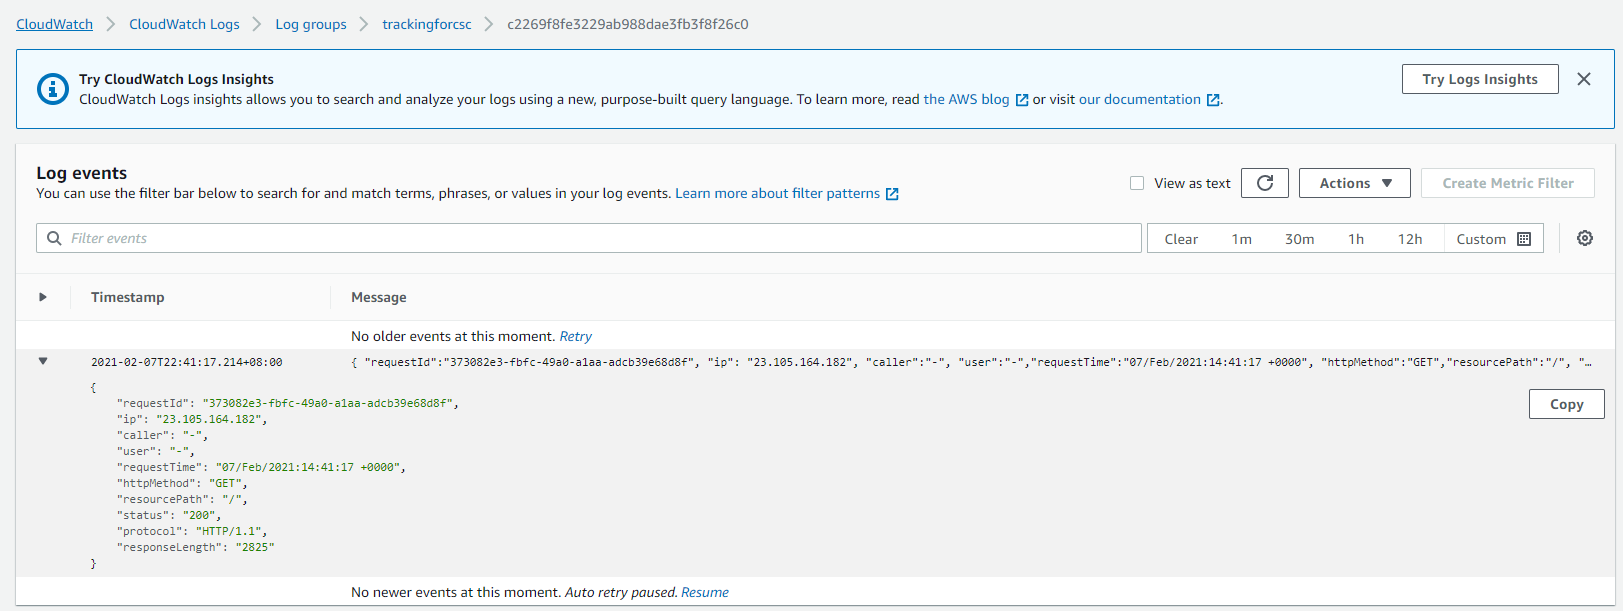 CloudWatch > CloudWatch Logs > Log groups > trackingforcsc > c2269f8fe3229ab988dae3fb3f8f26c0
Try CloudWatch Logs Insights
CloudWatch Logs insights allows you to search and analyze your logs using a new, purpose-built query language. To learn more, read the AWS blog or visit our documentation .
Try Logs Insights
Log events
You can use the filter bar below to search for and match terms, phrases, or values in your log events. Learn more about filter patterns
View as text
Actions
Create Metric Filter
Filter events
Clear 1m 30m 1h 12h Custom
Timestamp Message
No older events at this moment. Retry
2021-02-07T22:41:17.214+08:00 { "requestId":"373082e3-fbfc-49a0-a1aa-adcb39e68d8f", "ip": "23.105.164.182", "caller":"-", "user":"-","requestTime":"07/Feb/2021:14:41:17 +0000", "httpMethod":"GET","resourcePath":"/", "…
{
"requestId": "373082e3-fbfc-49a0-a1aa-adcb39e68d8f",
"ip": "23.105.164.182",
"caller": "-",
"user": "-",
"requestTime": "07/Feb/2021:14:41:17 +0000",
"httpMethod": "GET",
"resourcePath": "/",
"status": "200",
"protocol": "HTTP/1.1",
"responseLength": "2825"
}
Copy
No newer events at this moment. Auto retry paused. Resume